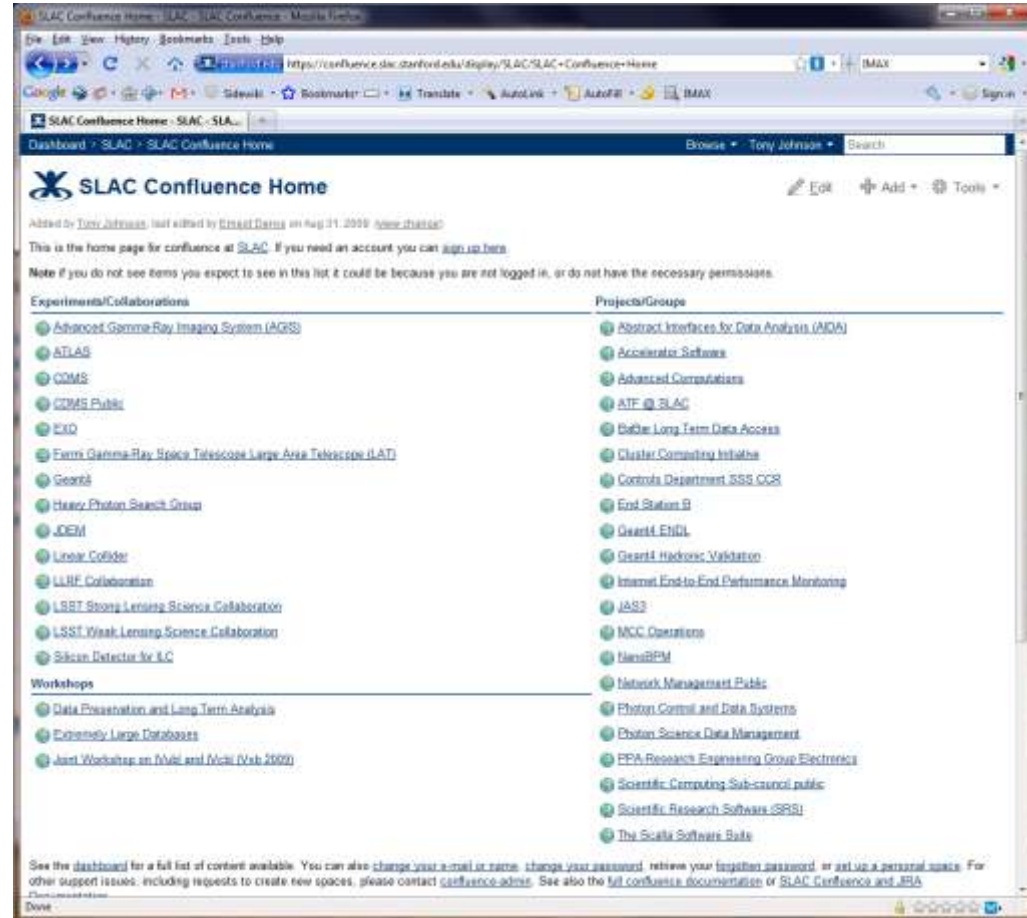 SLAC Confluence Home - SLAC - SLAC Confluence - Mozilla Firefox
File Edit View History Bookmarks Tools Help
https://confluence.slac.stanford.edu/display/SLAC/SLAC+Confluence+Home IMAX
Google Sidewiki Bookmarks Translate AutoLink AutoFill IMAX Sign in
SLAC Confluence Home - SLAC - SLA...
Dashboard > SLAC > SLAC Confluence Home Browse Tony Johnson Search
SLAC Confluence Home Edit Add Tools
Added by Tony Johnson, last edited by on Aug 31, 2009 (view change)
This is the home page for confluence at SLAC. If you need an account you can sign up here.
Note if you do not see items you expect to see in this list it could be because you are not logged in, or do not have the necessary permissions.
Experiments/Collaborations
Advanced Gamma-Ray Imaging System (AGIS)
ATLAS
CDMS
CDMS Public
EXO
Fermi Gamma-Ray Space Telescope Large Area Telescope (LAT)
Geant4
Heavy Photon Search Group
JDEM
Linear Collider
LLRF Collaboration
LSST Strong Lensing Science Collaboration
LSST Weak Lensing Science Collaboration
Silicon Detector for ILC
Workshops
Data Preservation and Long Term Analysis
Extremely Large Databases
Joint Workshop on |Vub| and |Vcb| (Vxb 2009)
Projects/Groups
Abstract Interfaces for Data Analysis (AIDA)
Accelerator Software
Advanced Computations
ATF @ SLAC
BaBar Long Term Data Access
Cluster Computing Initiative
Controls Department SSS CCR
End Station B
Geant4 ENDL
Geant4 Hadronic Validation
Internet End-to-End Performance Monitoring
JAS3
MCC Operations
NanoBPM
Network Management Public
Photon Control and Data Systems
Photon Science Data Management
PPA-Research Engineering Group Electronics
Scientific Computing Sub-council public
Scientific Research Software (SRS)
The Scalla Software Suite
See the dashboard for a full list of content available. You can also change your e-mail or name, change your password, retrieve your forgotten password, or set up a personal space. For
other support issues, including requests to create new spaces, please contact confluence-admin. See also the full confluence documentation or SLAC Confluence and JIRA
Done